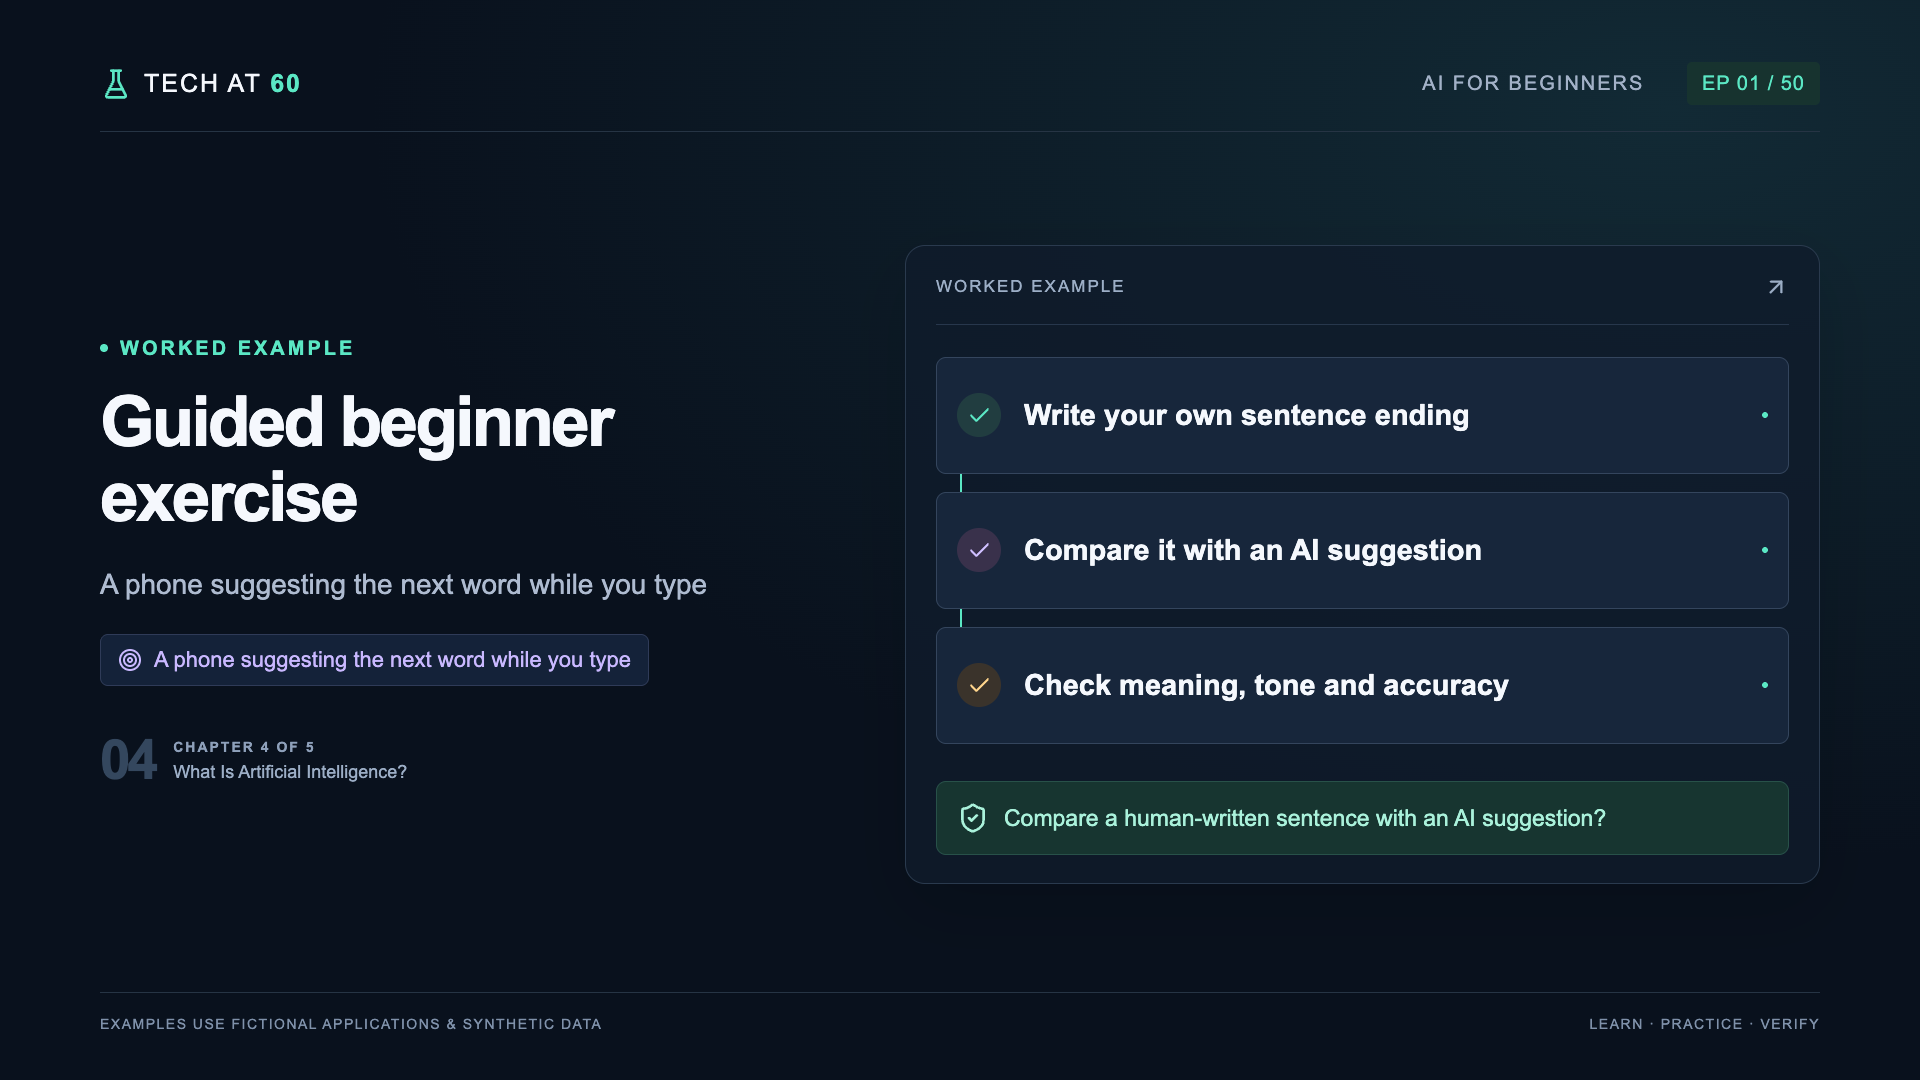 TECH AT 60
AI FOR BEGINNERS
EP 01 / 50
WORKED EXAMPLE
Guided beginner
exercise
A phone suggesting the next word while you type
A phone suggesting the next word while you type
04
CHAPTER 4 OF 5
What Is Artificial Intelligence?
WORKED EXAMPLE
Write your own sentence ending
Compare it with an AI suggestion
Check meaning, tone and accuracy
Compare a human-written sentence with an AI suggestion?
EXAMPLES USE FICTIONAL APPLICATIONS & SYNTHETIC DATA
LEARN · PRACTICE · VERIFY